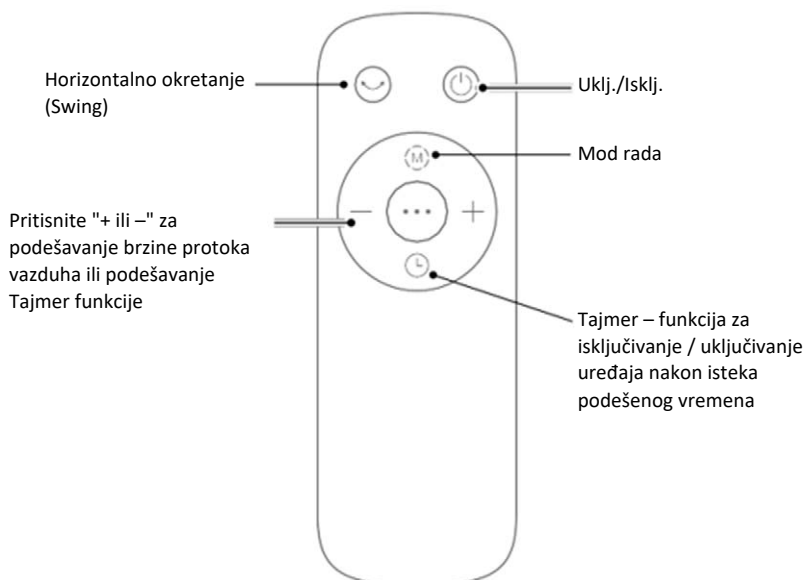 Horizontalno okretanje
(Swing)
Uklj./Isklj.
Mod rada
M
Pritisnite "+ ili –" za
podešavanje brzine protoka
vazduha ili podešavanje
Tajmer funkcije
Tajmer – funkcija za
isključivanje / uključivanje
uređaja nakon isteka
podešenog vremena